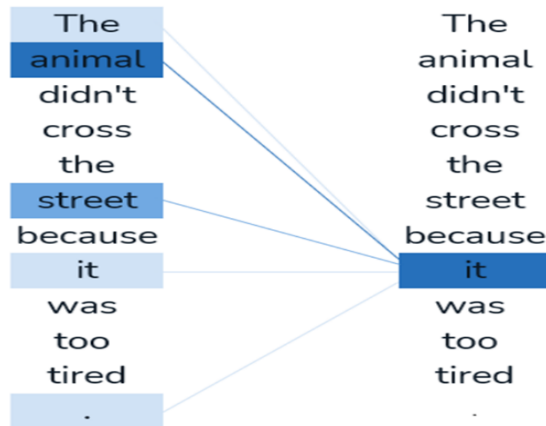 The
animal
didn't
cross
the
street
because
it
was
too
tired
.
The
animal
didn't
cross
the
street
because
it
was
too
tired
.